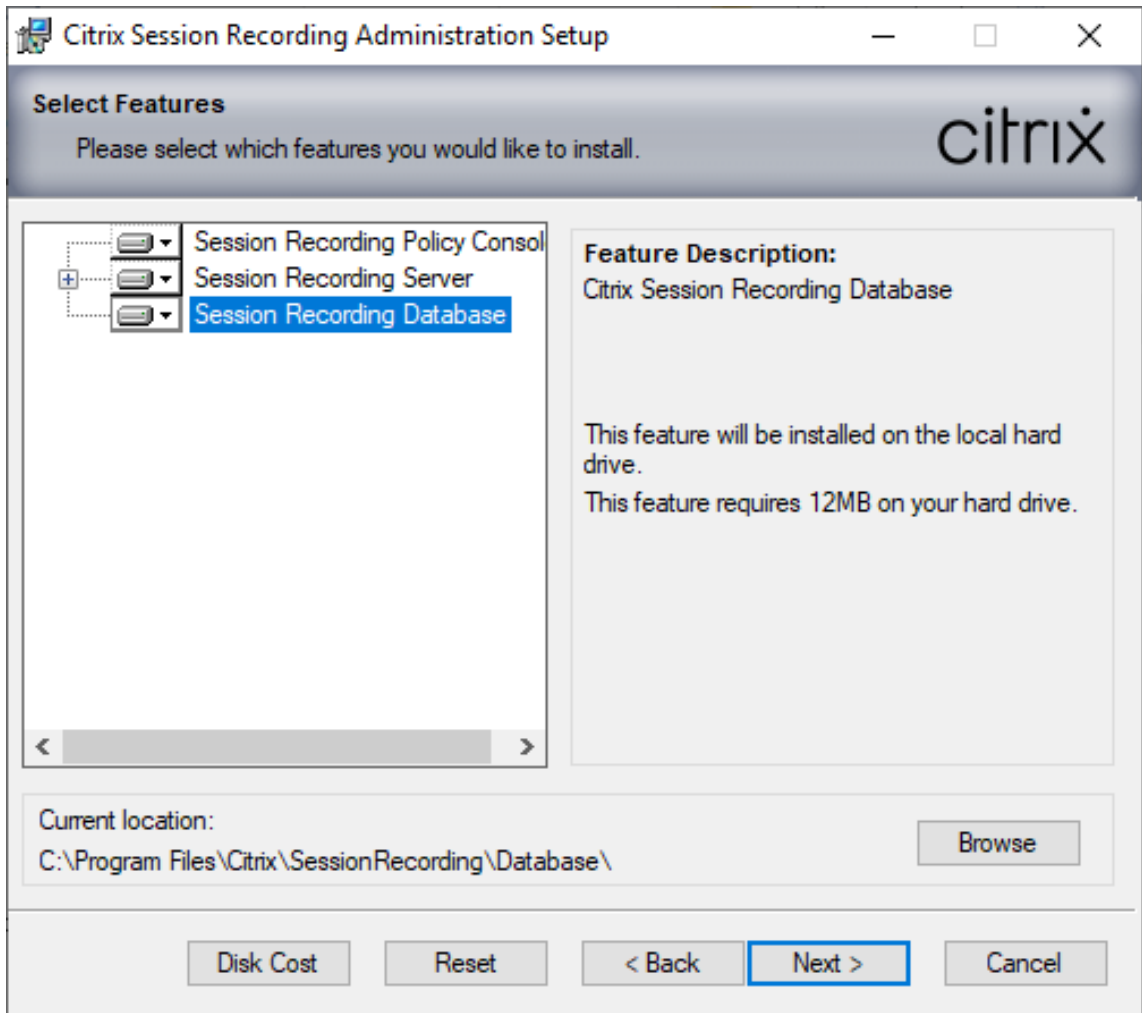 Citrix Session Recording Administration Setup
Select Features
Please select which features you would like to install.
citrix
Session Recording Policy Consol
Session Recording Server
Session Recording Database
Feature Description:
Citrix Session Recording Database
This feature will be installed on the local hard
drive.
This feature requires 12MB on your hard drive.
Current location:
C:\Program Files\Citrix\SessionRecording\Database\
Browse
Disk Cost
Reset
< Back
Next >
Cancel